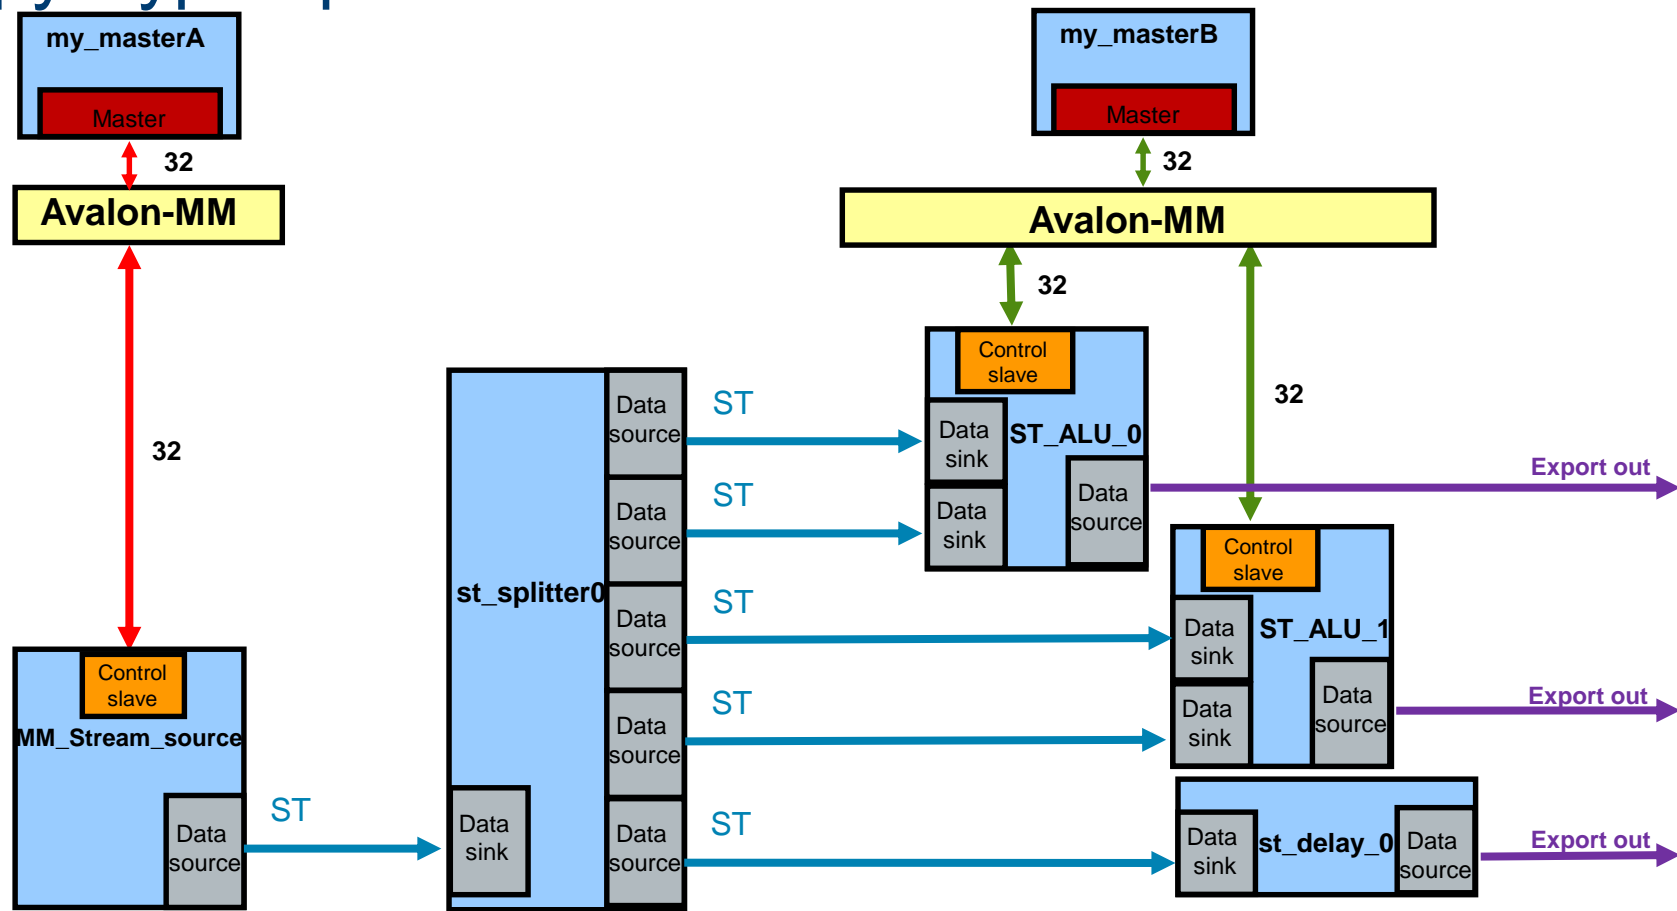 my_masterA
Master
32
Avalon-MM
32
Control
slave
MM_Stream_source
Data
source
ST
Data
sink
st_splitter0
Data
source
Data
source
Data
source
Data
source
Data
source
ST
ST
ST
ST
ST
my_masterB
Master
32
Avalon-MM
32
32
Control
slave
ST_ALU_0
Data
sink
Data
sink
Data
source
Export out
Control
slave
ST_ALU_1
Data
sink
Data
sink
Data
source
Export out
Data
sink
st_delay_0
Data
source
Export out